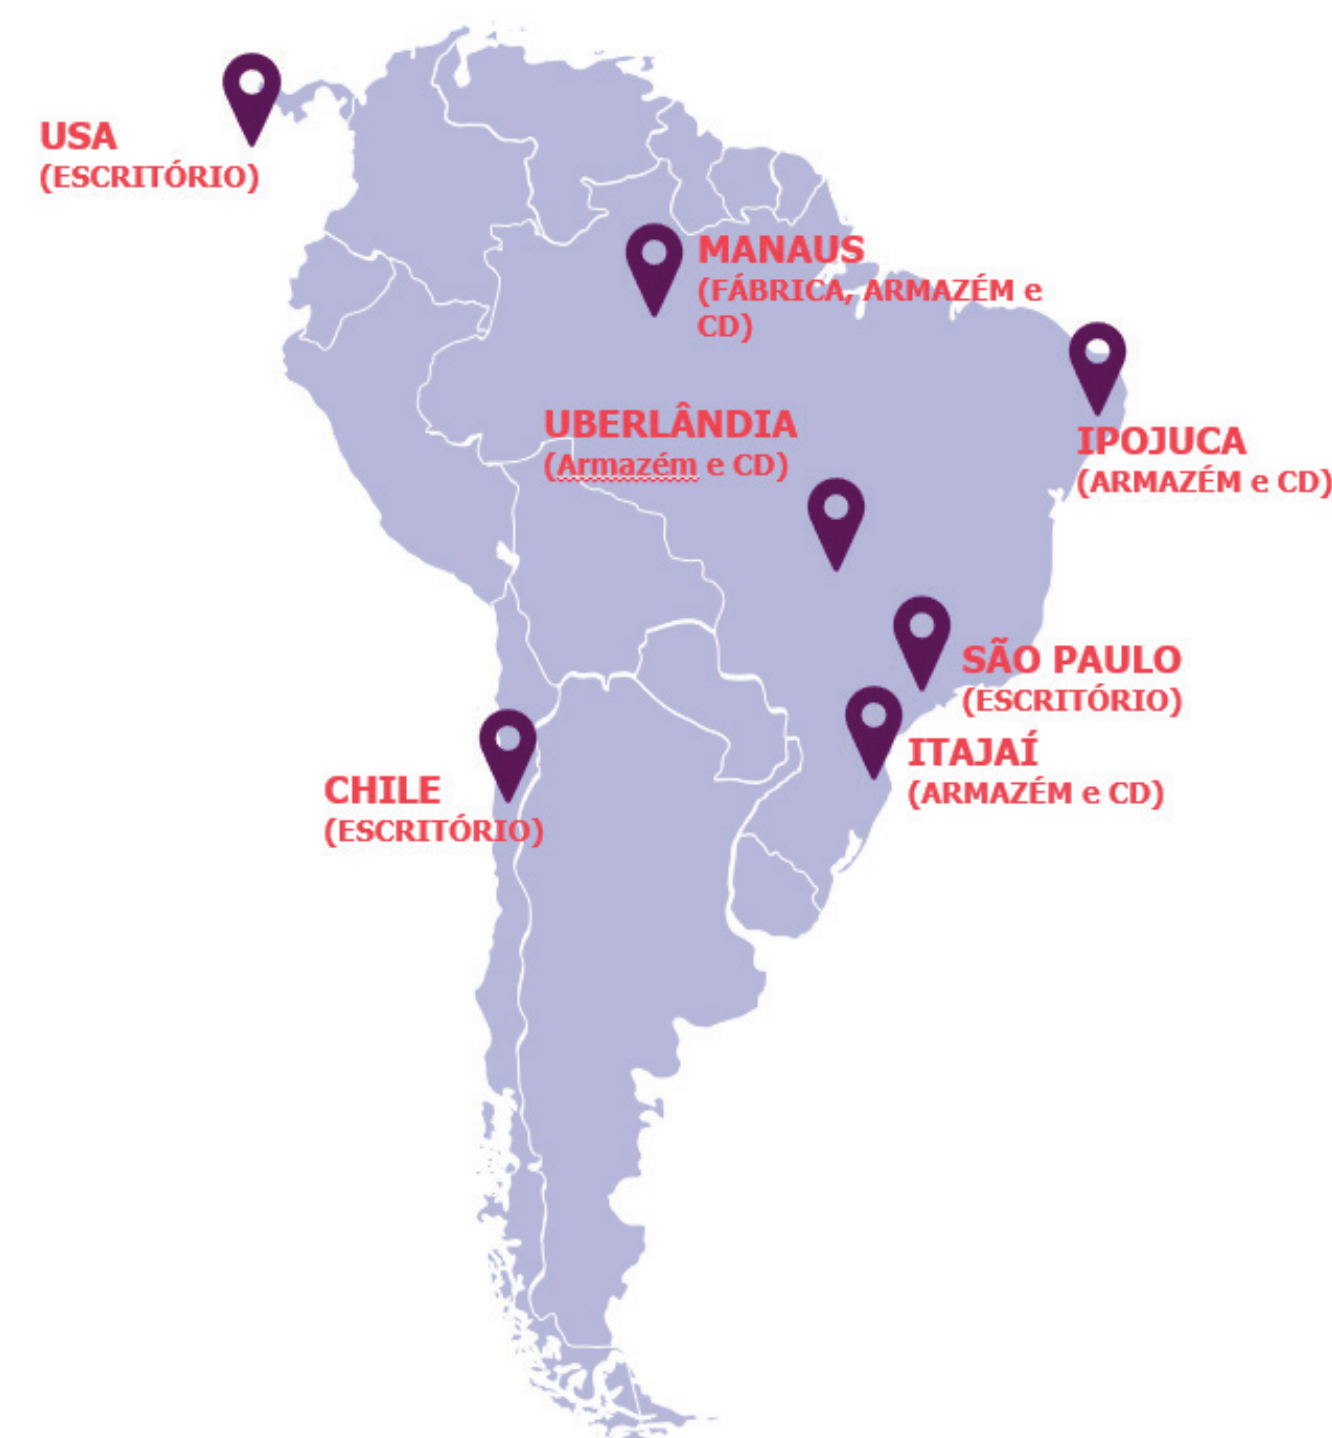 USA
(ESCRITÓRIO)
MANAUS
(FÁBRICA, ARMAZÉM e
CD)
UBERLÂNDIA
(Armazém e CD)
IPOJUCA
(ARMAZÉM e CD)
SÃO PAULO
(ESCRITÓRIO)
ITAJAÍ
(ARMAZÉM e CD)
CHILE
(ESCRITÓRIO)